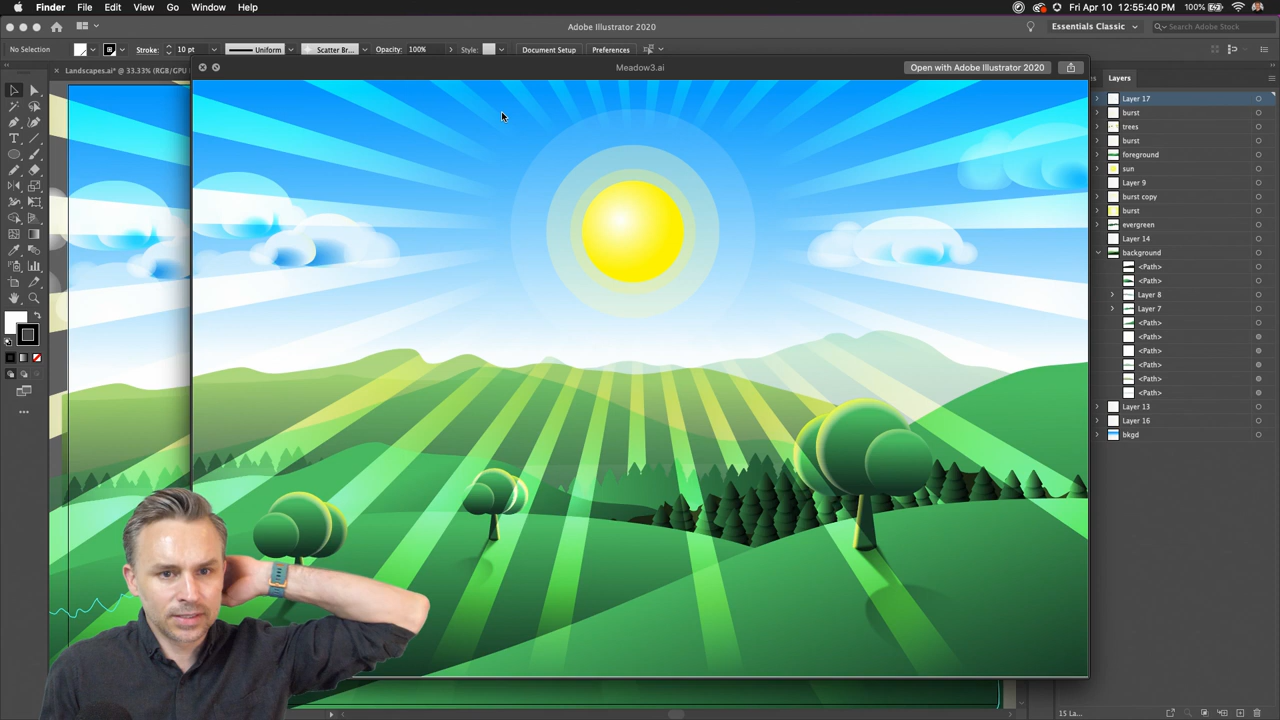 Finder File Edit View Go Window Help
Fri Apr 10 12:55:40 PM 100%
Adobe Illustrator 2020
Essentials Classic
Search Adobe Stock
No Selection Stroke: 10 pt Uniform Scatter Br... Opacity: 100% Style: Document Setup Preferences
Landscapes.ai* @ 33.33% (RGB/GPU
Meadow3.ai
Open with Adobe Illustrator 2020
Layers
Layer 17
burst
trees
burst
foreground
sun
Layer 9
burst copy
burst
evergreen
Layer 14
background
<Path>
<Path>
Layer 8
Layer 7
<Path>
<Path>
<Path>
<Path>
<Path>
<Path>
Layer 13
Layer 16
bkgd
15 La...